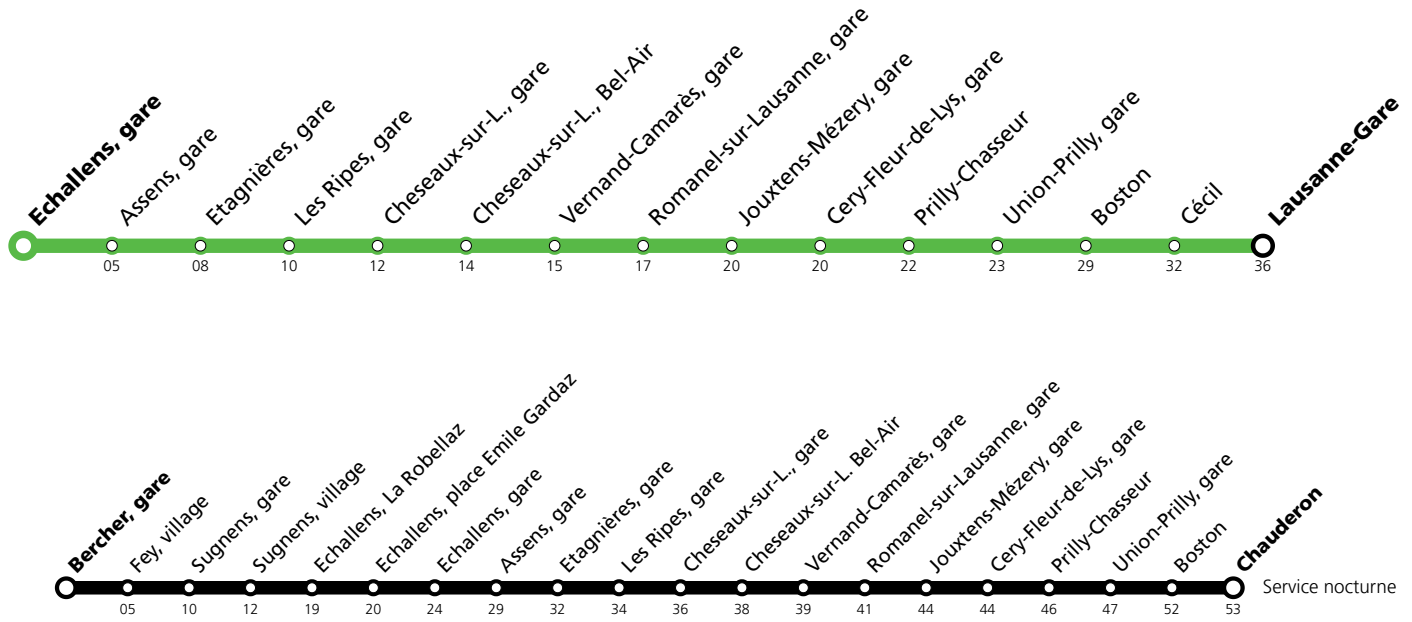 Echallens, gare
Assens, gare
Etagnières, gare
Les Ripes, gare
Cheseaux-sur-L., gare
Cheseaux-sur-L., Bel-Air
Vernand-Camarès, gare
Romanel-sur-Lausanne, gare
Jouxtens-Mézery, gare
Cery-Fleur-de-Lys, gare
Prilly-Chasseur
Union-Prilly, gare
Boston
Cécil
Lausanne-Gare
05 08 10 12 14 15 17 20 20 22 23 29 32 36
Bercher, gare
Fey, village
Sugnens, gare
Sugnens, village
Echallens, La Robellaz
Echallens, place Emile Gardaz
Echallens, gare
Assens, gare
Etagnières, gare
Les Ripes, gare
Cheseaux-sur-L., gare
Cheseaux-sur-L. Bel-Air
Vernand-Camarès, gare
Romanel-sur-Lausanne, gare
Jouxtens-Mézery, gare
Cery-Fleur-de-Lys, gare
Prilly-Chasseur
Union-Prilly, gare
Boston
Chauderon
Service nocturne
05 10 12 19 20 24 29 32 34 36 38 39 41 44 44 46 47 52 53